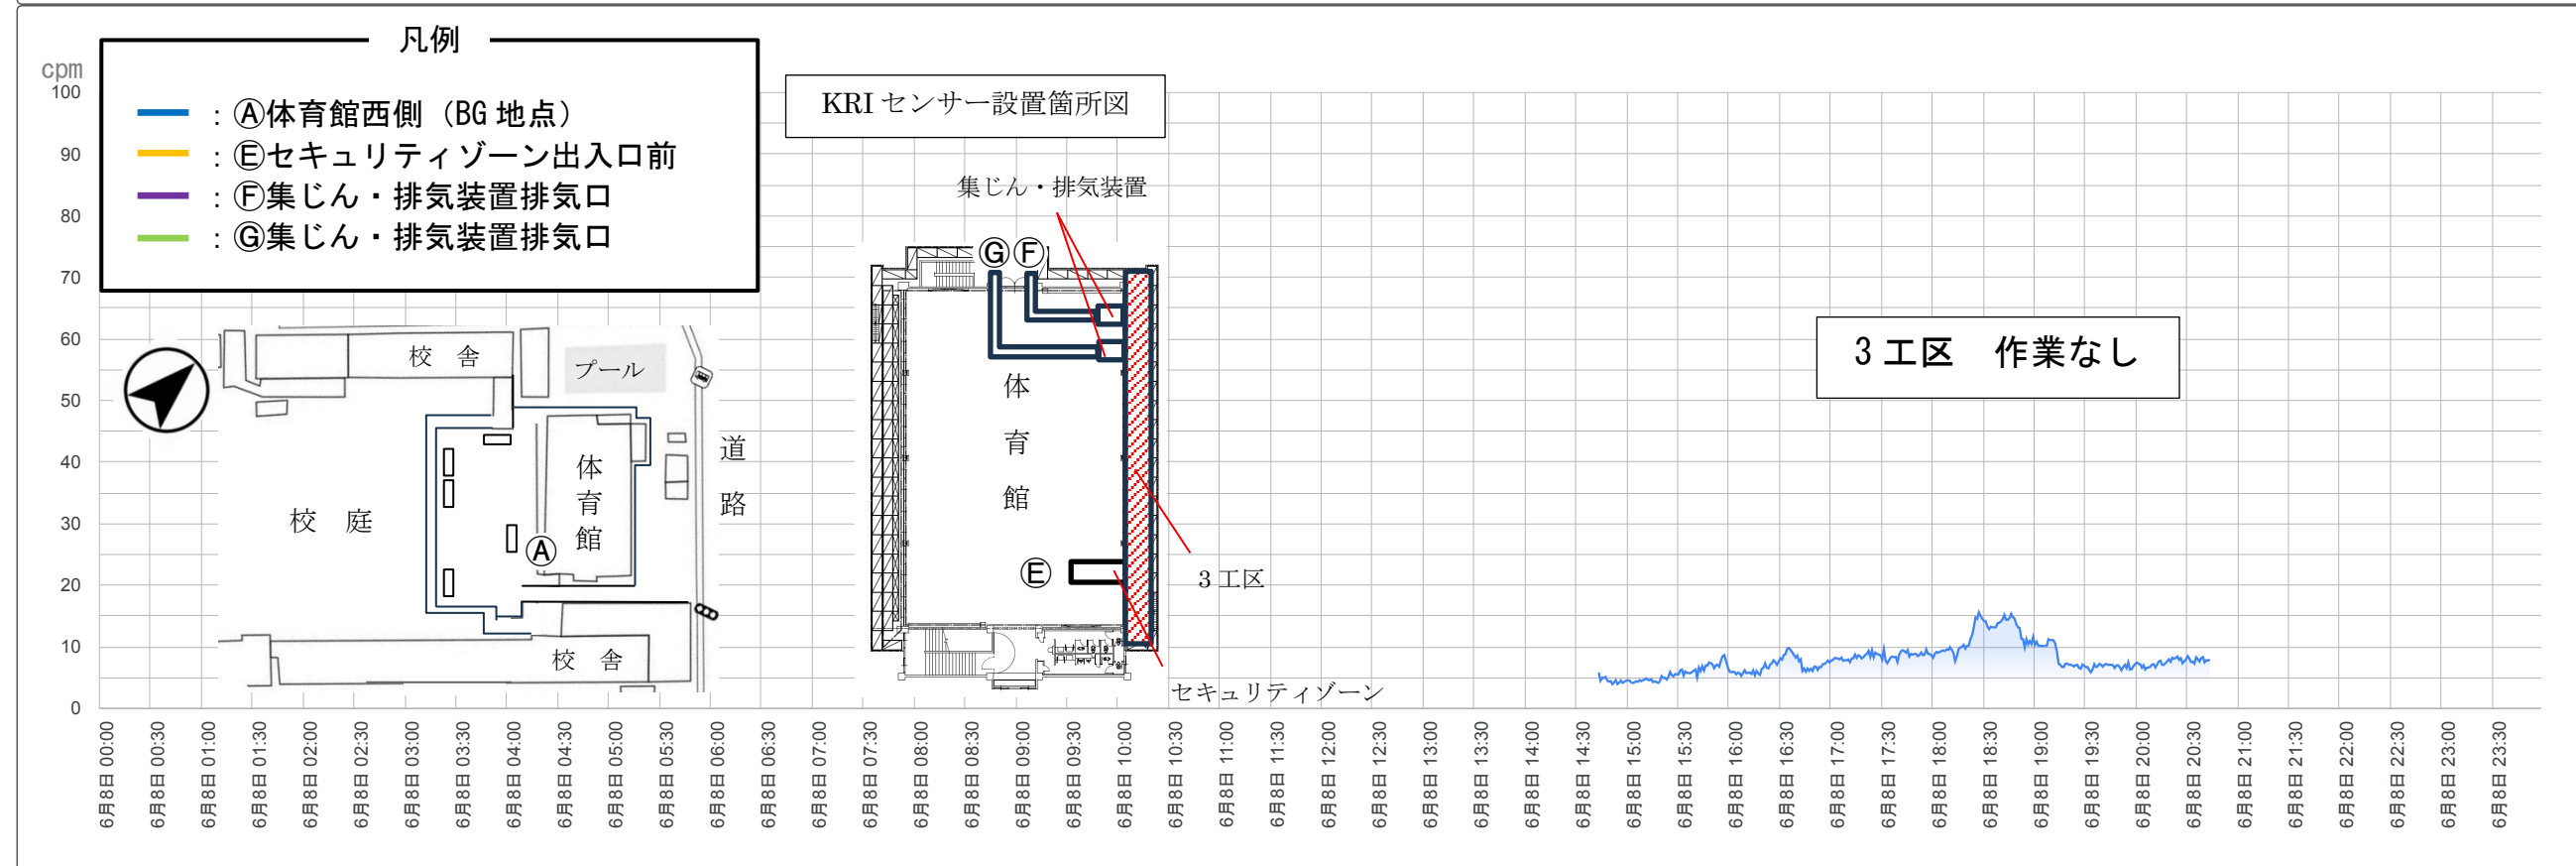 凡例
cpm
：Ⓐ体育館西側（BG 地点）
：Ⓔセキュリティゾーン出入口前
：Ⓕ集じん・排気装置排気口
：Ⓖ集じん・排気装置排気口
KRI センサー設置箇所図
集じん・排気装置
Ⓖ Ⓕ
体育館
Ⓔ
3 工区
セキュリティゾーン
3 工区　作業なし
校　舎
プール
道路
体育館
校　庭
Ⓐ
校　舎
100
90
80
70
60
50
40
30
20
10
0
6月8日 00:00
6月8日 00:30
6月8日 01:00
6月8日 01:30
6月8日 02:00
6月8日 02:30
6月8日 03:00
6月8日 03:30
6月8日 04:00
6月8日 04:30
6月8日 05:00
6月8日 05:30
6月8日 06:00
6月8日 06:30
6月8日 07:00
6月8日 07:30
6月8日 08:00
6月8日 08:30
6月8日 09:00
6月8日 09:30
6月8日 10:00
6月8日 10:30
6月8日 11:00
6月8日 11:30
6月8日 12:00
6月8日 12:30
6月8日 13:00
6月8日 13:30
6月8日 14:00
6月8日 14:30
6月8日 15:00
6月8日 15:30
6月8日 16:00
6月8日 16:30
6月8日 17:00
6月8日 17:30
6月8日 18:00
6月8日 18:30
6月8日 19:00
6月8日 19:30
6月8日 20:00
6月8日 20:30
6月8日 21:00
6月8日 21:30
6月8日 22:00
6月8日 22:30
6月8日 23:00
6月8日 23:30